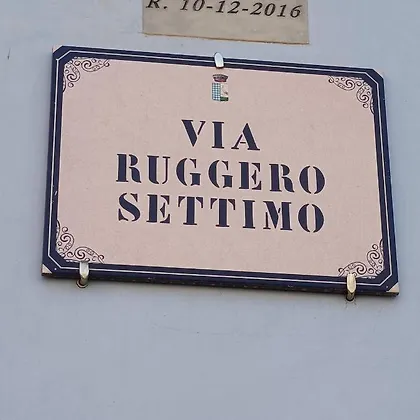 R. 10-12-2016
VIA
RUGGERO
SETTIMO